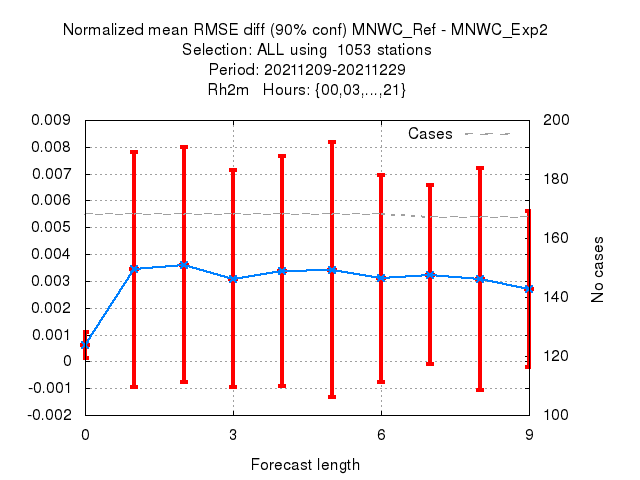 Normalized mean RMSE diff (90% conf) MNWC_Ref - MNWC_Exp2
Selection: ALL using  1053 stations
Period: 20211209-20211229
Rh2m   Hours: {00,03,...,21}
Cases
0.009
0.008
0.007
0.006
0.005
0.004
0.003
0.002
0.001
0
-0.001
-0.002
200
180
160
140
120
100
No cases
0 3 6 9
Forecast length